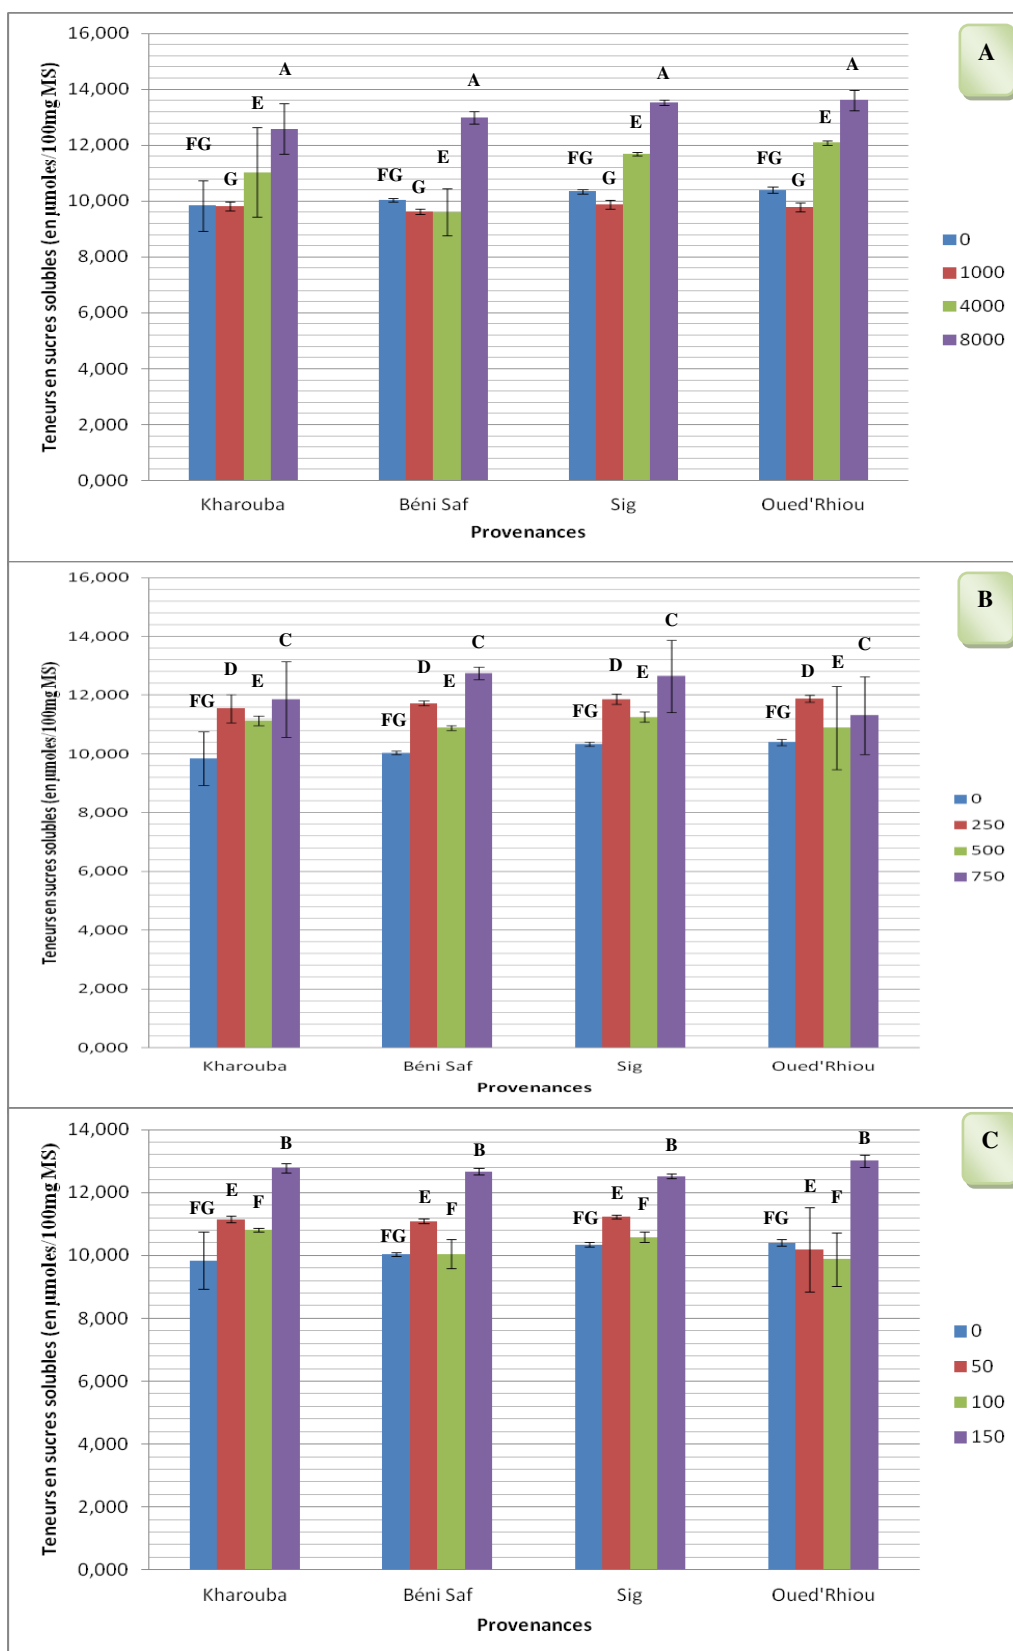 A
Teneurs en sucres solubles (en µmoles/100mg MS)
16,000
14,000
12,000
10,000
8,000
6,000
4,000
2,000
0,000
FG G E A
FG G E A
FG G E A
FG G E A
0
1000
4000
8000
Kharouba Béni Saf Sig Oued'Rhiou
Provenances
B
Teneurs en sucres solubles (en µmoles/100mg MS)
16,000
14,000
12,000
10,000
8,000
6,000
4,000
2,000
0,000
FG D E C
FG D E C
FG D E C
FG D E C
0
250
500
750
Kharouba Béni Saf Sig Oued'Rhiou
Provenances
C
Teneurs en sucres solubles (en µmoles/100mg MS)
14,000
12,000
10,000
8,000
6,000
4,000
2,000
0,000
FG E F B
FG E F B
FG E F B
FG E F B
0
50
100
150
Kharouba Béni Saf Sig Oued'Rhiou
Provenances